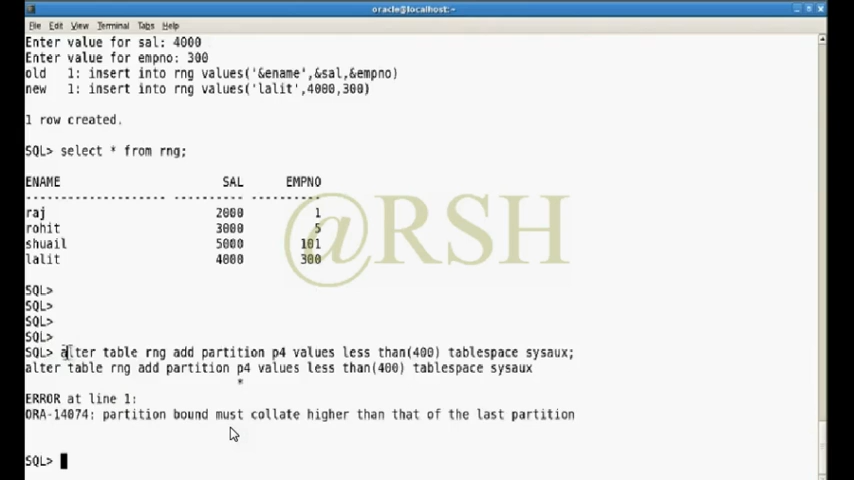 oracle@localhost:~
File Edit View Terminal Tabs Help
Enter value for sal: 4000
Enter value for empno: 300
old   1: insert into rng values('&ename',&sal,&empno)
new   1: insert into rng values('lalit',4000,300)
1 row created.
SQL> select * from rng;
ENAME                       SAL      EMPNO
-------------------- ---------- ----------
raj                        2000          1
rohit                      3000          5
shuail                     5000        101
lalit                      4000        300
@RSH
SQL>
SQL>
SQL>
SQL>
SQL> alter table rng add partition p4 values less than(400) tablespace sysaux;
alter table rng add partition p4 values less than(400) tablespace sysaux
*
ERROR at line 1:
ORA-14074: partition bound must collate higher than that of the last partition
SQL>